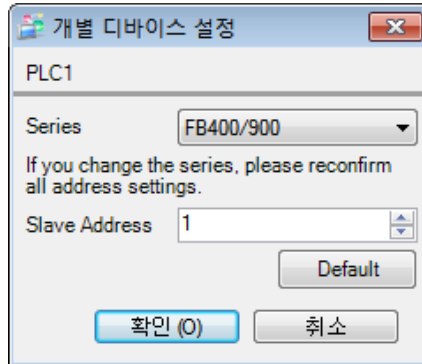 개별 디바이스 설정
PLC1
Series FB400/900
If you change the series, please reconfirm
all address settings.
Slave Address 1
Default
확인 (O) 취소